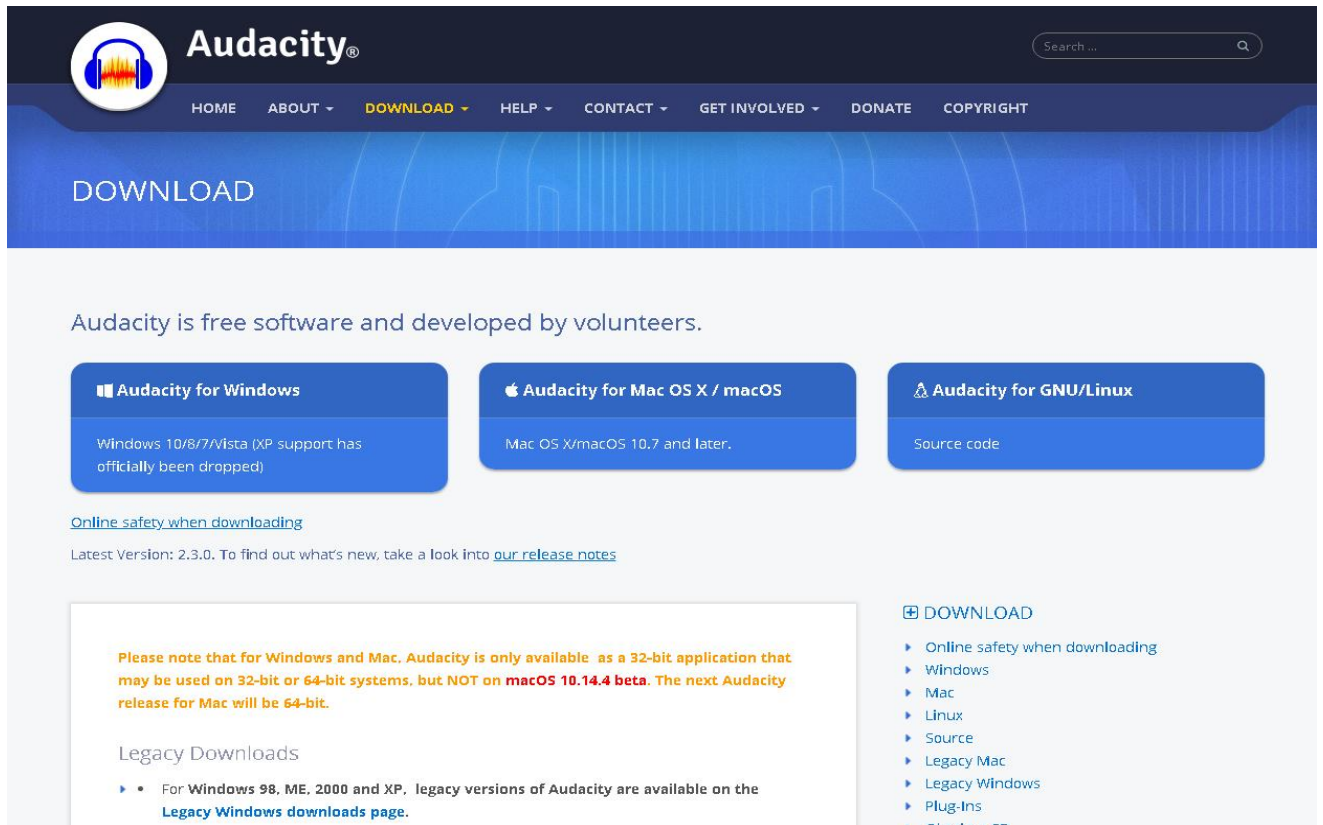 Audacity®
Search ...
HOME ABOUT DOWNLOAD HELP CONTACT GET INVOLVED DONATE COPYRIGHT
DOWNLOAD
Audacity is free software and developed by volunteers.
Audacity for Windows
Windows 10/8/7/Vista (XP support has
officially been dropped)
Audacity for Mac OS X / macOS
Mac OS X/macOS 10.7 and later.
Audacity for GNU/Linux
Source code
Online safety when downloading
Latest Version: 2.3.0. To find out what's new, take a look into our release notes
Please note that for Windows and Mac, Audacity is only available as a 32-bit application that
may be used on 32-bit or 64-bit systems, but NOT on macOS 10.14.4 beta. The next Audacity
release for Mac will be 64-bit.
Legacy Downloads
• For Windows 98, ME, 2000 and XP, legacy versions of Audacity are available on the
Legacy Windows downloads page.
DOWNLOAD
Online safety when downloading
Windows
Mac
Linux
Source
Legacy Mac
Legacy Windows
Plug-Ins